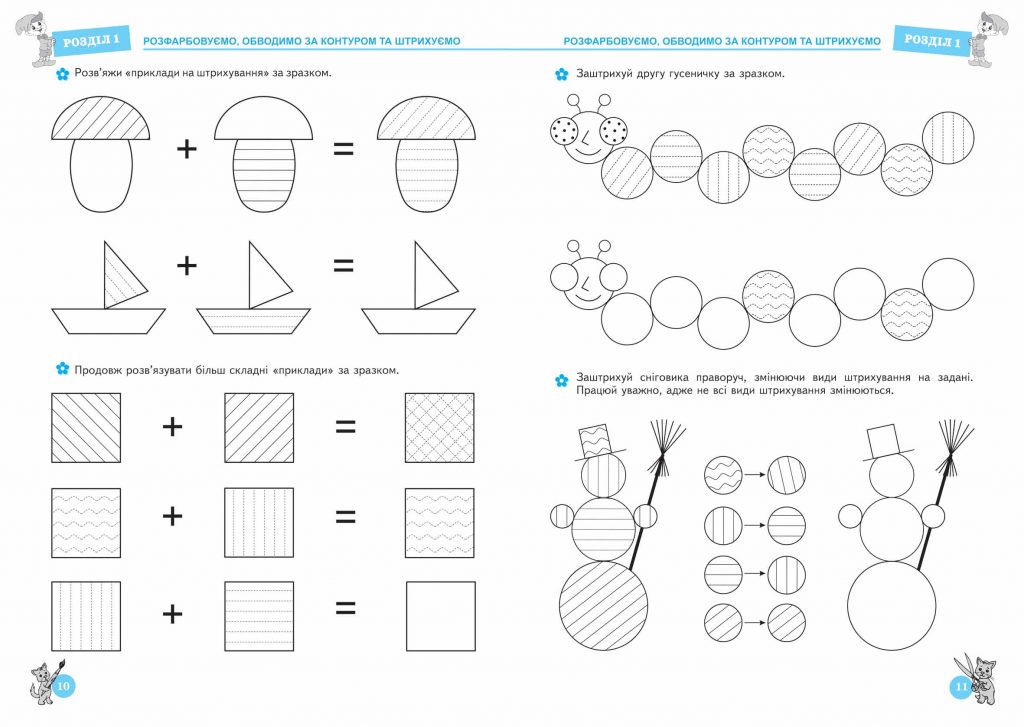 РОЗДІЛ 1
РОЗФАРБОВУЄМО, ОБВОДИМО ЗА КОНТУРОМ ТА ШТРИХУЄМО
Розв'яжи «приклади на штрихування» за зразком.
+ =
+ =
Продовж розв'язувати більш складні «приклади» за зразком.
+ =
+ =
+ =
10
РОЗФАРБОВУЄМО, ОБВОДИМО ЗА КОНТУРОМ ТА ШТРИХУЄМО
РОЗДІЛ 1
Заштрихуй другу гусеничку за зразком.
Заштрихуй сніговика праворуч, змінюючи види штрихування на задані.
Працюй уважно, адже не всі види штрихування змінюються.
11